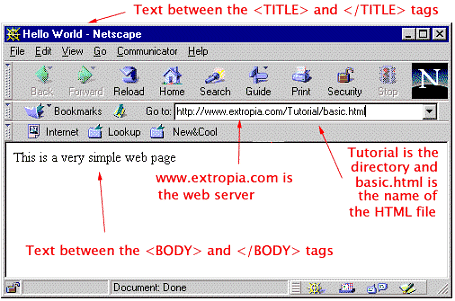 Text between the <TITLE> and </TITLE> tags
Hello World - Netscape
File Edit View Go Communicator Help
Back Forward Reload Home Search Guide Print Security Stop
N
Bookmarks Go to: http://www.extropia.com/Tutorial/basic.html
Internet Lookup New&Cool
This is a very simple web page
www.extropia.com is
the web server
Tutorial is the
directory and
basic.html is
the name of
the HTML file
Text between the <BODY> and </BODY> tags
Document: Done